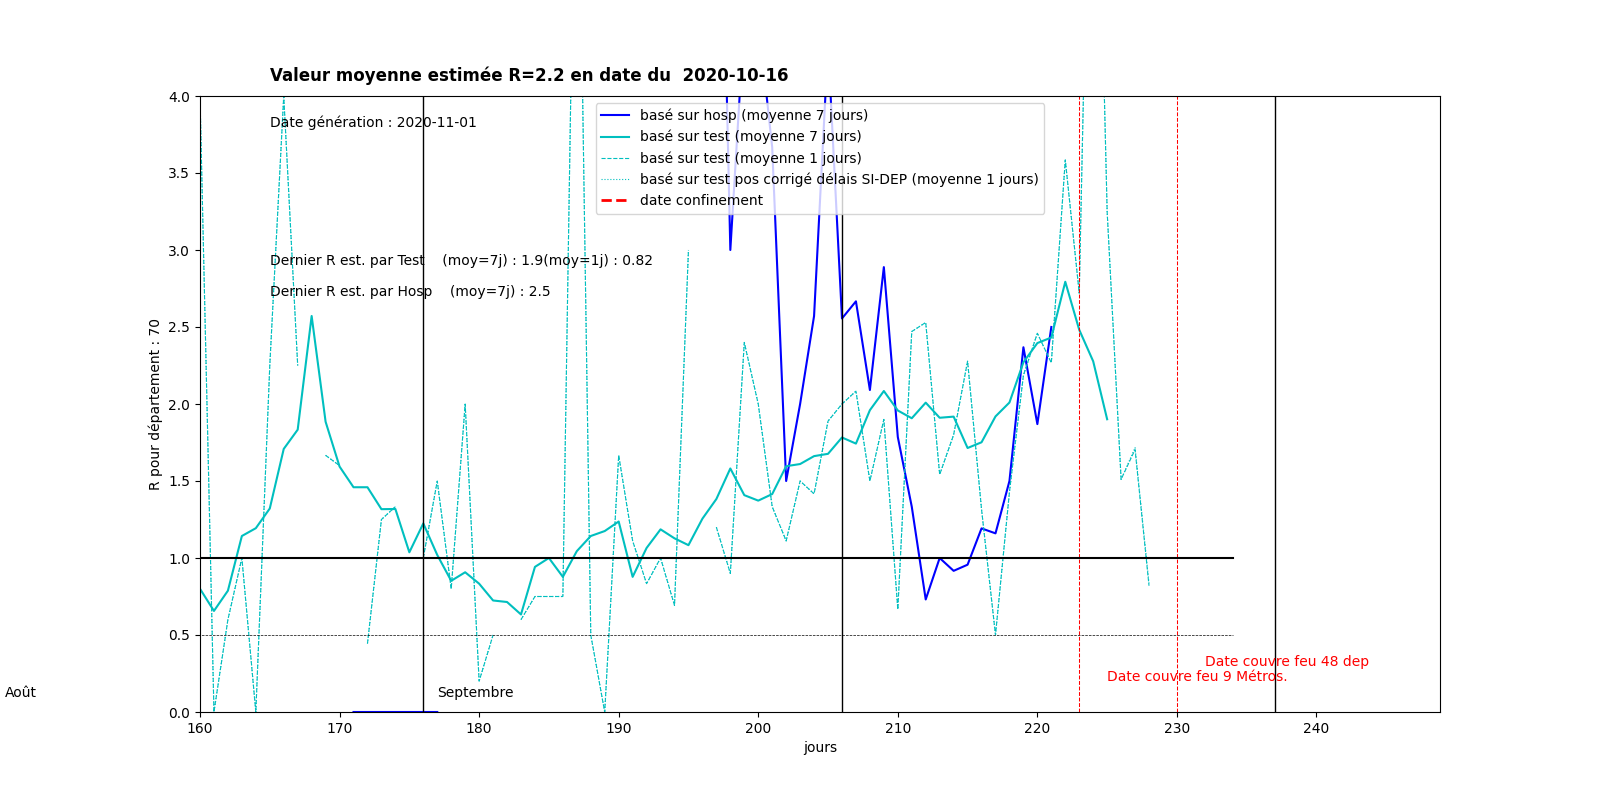 Valeur moyenne estimée R=2.2 en date du  2020-10-16
Date génération : 2020-11-01
basé sur hosp (moyenne 7 jours)
basé sur test (moyenne 7 jours)
basé sur test (moyenne 1 jours)
basé sur test pos corrigé délais SI-DEP (moyenne 1 jours)
date confinement
Dernier R est. par Test    (moy=7j) : 1.9(moy=1j) : 0.82
Dernier R est. par Hosp    (moy=7j) : 2.5
R pour département : 70
4.0
3.5
3.0
2.5
2.0
1.5
1.0
0.5
0.0
Date couvre feu 48 dep
Date couvre feu 9 Métros.
Août
Septembre
160 170 180 190 200 210 220 230 240
jours